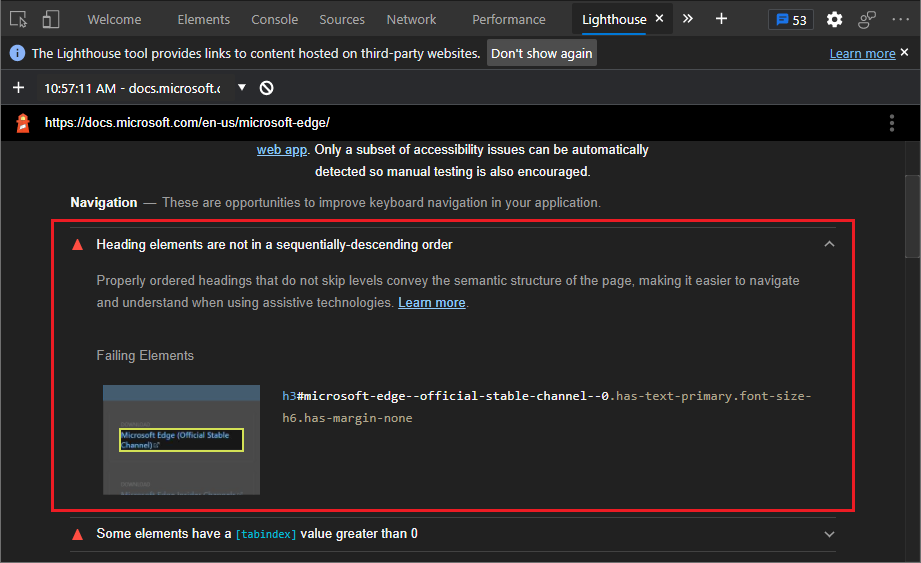 Welcome Elements Console Sources Network Performance Lighthouse × » + 53
The Lighthouse tool provides links to content hosted on third-party websites. Don't show again Learn more ×
+ 10:57:11 AM - docs.microsoft.c
https://docs.microsoft.com/en-us/microsoft-edge/
web app. Only a subset of accessibility issues can be automatically
detected so manual testing is also encouraged.
Navigation — These are opportunities to improve keyboard navigation in your application.
Heading elements are not in a sequentially-descending order
Properly ordered headings that do not skip levels convey the semantic structure of the page, making it easier to navigate
and understand when using assistive technologies. Learn more.
Failing Elements
DOWNLOAD
Microsoft Edge (Official Stable
Channel)
DOWNLOAD
Microsoft Edge Insider Channels
h3#microsoft-edge--official-stable-channel--0.has-text-primary.font-size-
h6.has-margin-none
Some elements have a [tabindex] value greater than 0